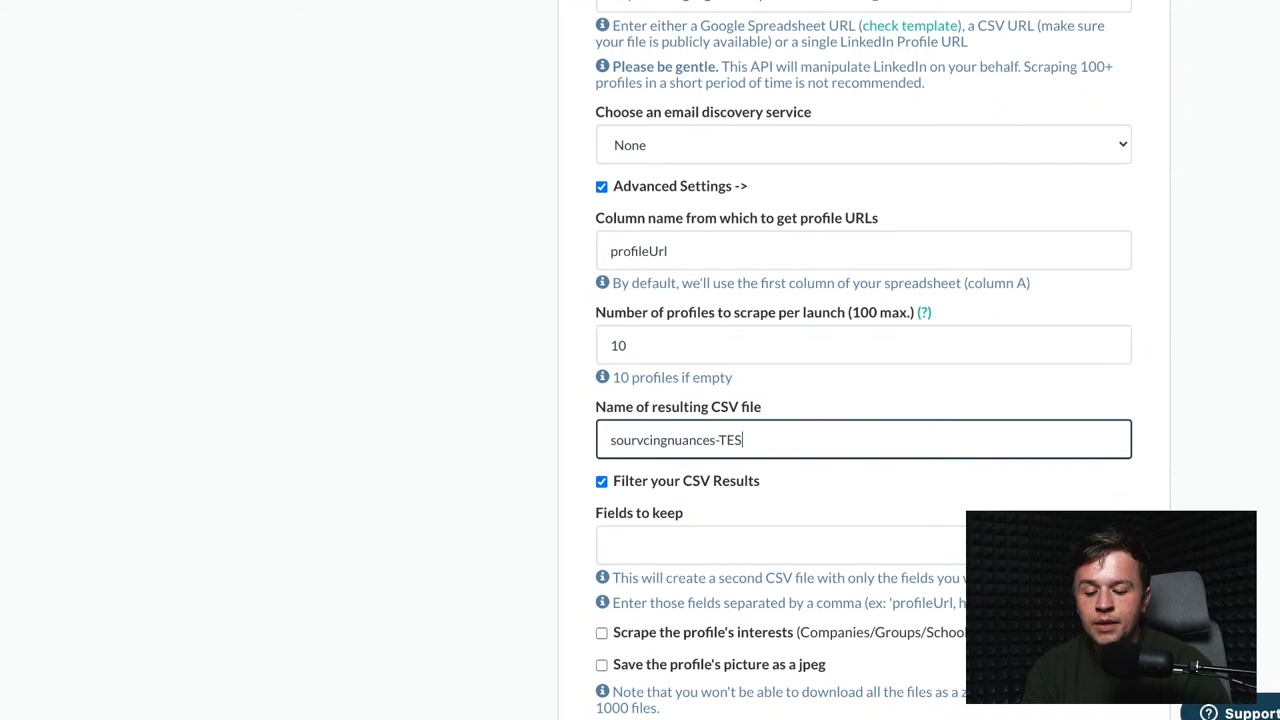 Enter either a Google Spreadsheet URL (check template), a CSV URL (make sure
your file is publicly available) or a single LinkedIn Profile URL
Please be gentle. This API will manipulate LinkedIn on your behalf. Scraping 100+
profiles in a short period of time is not recommended.
Choose an email discovery service
None
Advanced Settings ->
Column name from which to get profile URLs
profileUrl
By default, we'll use the first column of your spreadsheet (column A)
Number of profiles to scrape per launch (100 max.) (?)
10
10 profiles if empty
Name of resulting CSV file
sourvcingnuances-TES
Filter your CSV Results
Fields to keep
This will create a second CSV file with only the fields you
Enter those fields separated by a comma (ex: 'profileUrl,
Scrape the profile's interests (Companies/Groups/School
Save the profile's picture as a jpeg
Note that you won't be able to download all the files as a
1000 files.
Support